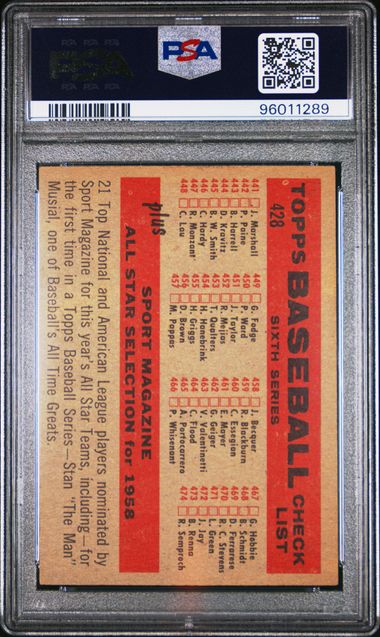 PSA
PSA
96011289
TOPPS BASEBALL CHECK LIST
428
SIXTH SERIES
441 J. Marshall
442 P. Paine
443 B. Harrell
444 D. Kravitz
445 B. W. Smith
446 C. Hardy
447 R. Monzant
448 C. Lau
449 G. Fodge
450 P. Ward
451 J. Taylor
452 R. Mejias
453 T. Qualters
454 H. Hanebrink
455 H. Griggs
456 D. Brown
457 M. Pappas
458 J. Becquer
459 R. Blackburn
460 C. Essegian
461 E. Mayer
462 G. Geiger
463 V. Valentinetti
464 C. Flood
465 A. Portocarrero
466 P. Whisenant
467 G. Hobbie
468 B. Schmidt
469 D. Ferrarese
470 R. C. Stevens
471 L. Green
472 J. Jay
473 B. Renna
474 R. Semproch
plus
SPORT MAGAZINE
ALL STAR SELECTION for 1958
21 Top National and American League players nominated by
Sport Magazine for this year's All Star Teams, including—for
the first time in a Topps Baseball Series—Stan "The Man"
Musial, one of Baseball's All Time Greats.